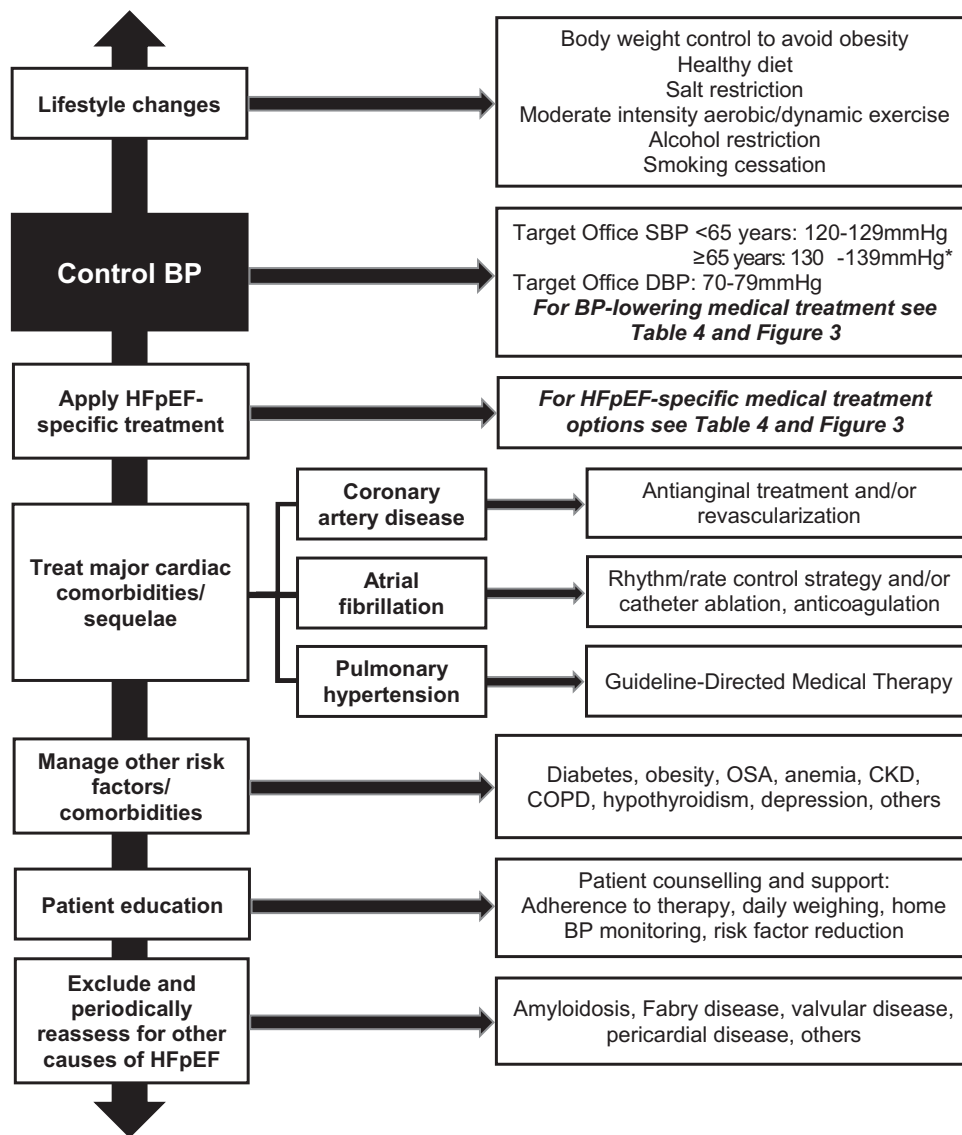 Lifestyle changes
Body weight control to avoid obesity
Healthy diet
Salt restriction
Moderate intensity aerobic/dynamic exercise
Alcohol restriction
Smoking cessation
Control BP
Target Office SBP <65 years: 120-129mmHg
≥65 years: 130 -139mmHg*
Target Office DBP: 70-79mmHg
For BP-lowering medical treatment see
Table 4 and Figure 3
Apply HFpEF-
specific treatment
For HFpEF-specific medical treatment
options see Table 4 and Figure 3
Treat major cardiac
comorbidities/
sequelae
Coronary
artery disease
Antianginal treatment and/or
revascularization
Atrial
fibrillation
Rhythm/rate control strategy and/or
catheter ablation, anticoagulation
Pulmonary
hypertension
Guideline-Directed Medical Therapy
Manage other risk
factors/
comorbidities
Diabetes, obesity, OSA, anemia, CKD,
COPD, hypothyroidism, depression, others
Patient education
Patient counselling and support:
Adherence to therapy, daily weighing, home
BP monitoring, risk factor reduction
Exclude and
periodically
reassess for other
causes of HFpEF
Amyloidosis, Fabry disease, valvular disease,
pericardial disease, others